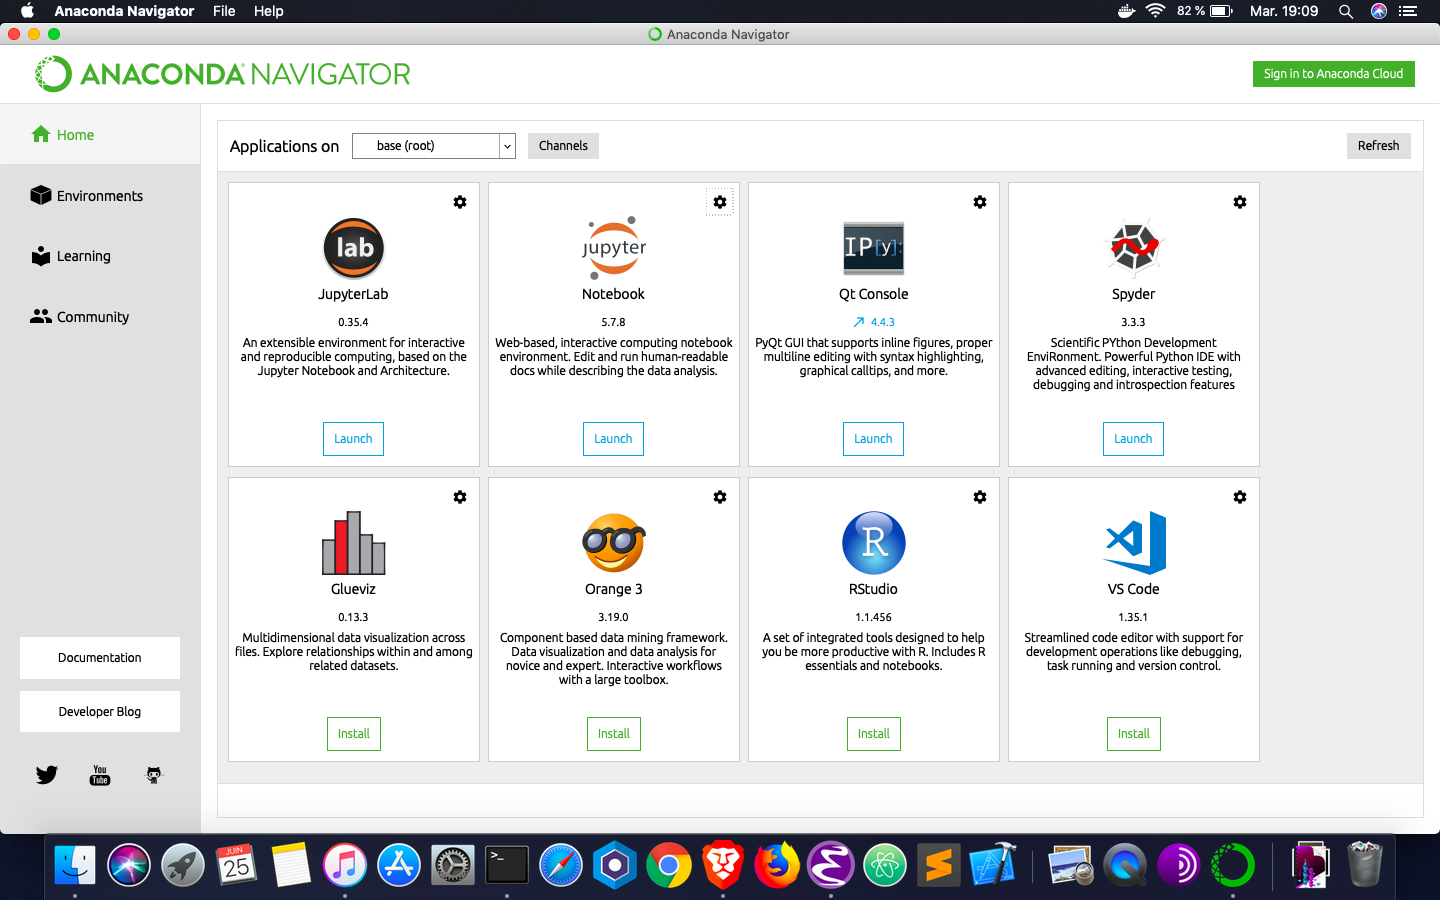 Anaconda Navigator File Help 82 % Mar. 19:09
Anaconda Navigator
ANACONDA NAVIGATOR
Sign in to Anaconda Cloud
Home
Environments
Learning
Community
Documentation
Developer Blog
You
Tube
Applications on base (root) Channels Refresh
lab
JupyterLab
0.35.4
An extensible environment for interactive
and reproducible computing, based on the
Jupyter Notebook and Architecture.
Launch
jupyter
Notebook
5.7.8
Web-based, interactive computing notebook
environment. Edit and run human-readable
docs while describing the data analysis.
Launch
IP[y]:
Qt Console
4.4.3
PyQt GUI that supports inline figures, proper
multiline editing with syntax highlighting,
graphical calltips, and more.
Launch
Spyder
3.3.3
Scientific PYthon Development
EnviRonment. Powerful Python IDE with
advanced editing, interactive testing,
debugging and introspection features
Launch
Glueviz
0.13.3
Multidimensional data visualization across
files. Explore relationships within and among
related datasets.
Install
Orange 3
3.19.0
Component based data mining framework.
Data visualization and data analysis for
novice and expert. Interactive workflows
with a large toolbox.
Install
R
RStudio
1.1.456
A set of integrated tools designed to help
you be more productive with R. Includes R
essentials and notebooks.
Install
VS Code
1.35.1
Streamlined code editor with support for
development operations like debugging,
task running and version control.
Install
JUIN
25
>_